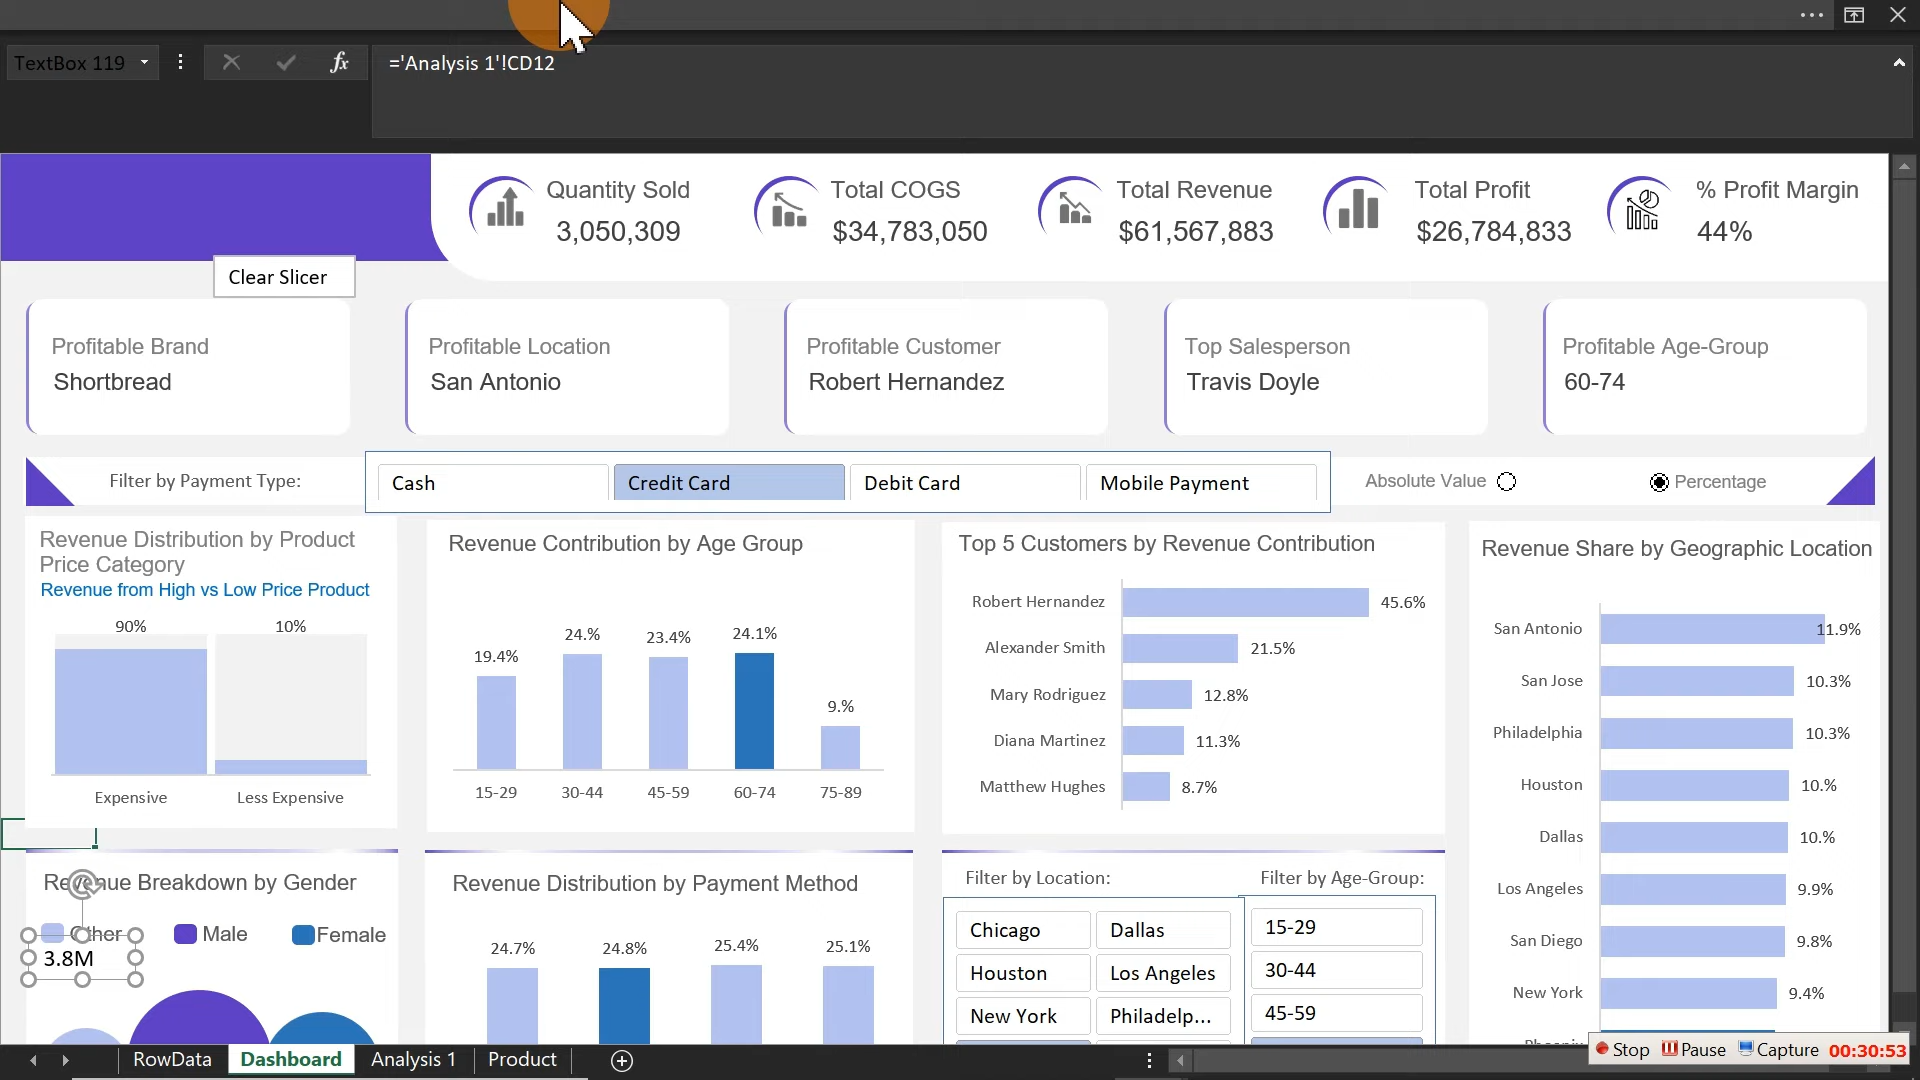 TextBox 119
fx
='Analysis 1'!CD12
Quantity Sold
3,050,309
Total COGS
$34,783,050
Total Revenue
$61,567,883
Total Profit
$26,784,833
% Profit Margin
44%
Clear Slicer
Profitable Brand
Shortbread
Profitable Location
San Antonio
Profitable Customer
Robert Hernandez
Top Salesperson
Travis Doyle
Profitable Age-Group
60-74
Filter by Payment Type:
Cash
Credit Card
Debit Card
Mobile Payment
Absolute Value
Percentage
Revenue Distribution by Product
Price Category
Revenue from High vs Low Price Product
90%
10%
Expensive
Less Expensive
Revenue Contribution by Age Group
19.4%
24.%
23.4%
24.1%
9.%
15-29
30-44
45-59
60-74
75-89
Top 5 Customers by Revenue Contribution
Robert Hernandez
45.6%
Alexander Smith
21.5%
Mary Rodriguez
12.8%
Diana Martinez
11.3%
Matthew Hughes
8.7%
Revenue Share by Geographic Location
San Antonio
11.9%
San Jose
10.3%
Philadelphia
10.3%
Houston
10.%
Dallas
10.%
Los Angeles
9.9%
San Diego
9.8%
New York
9.4%
Revenue Breakdown by Gender
Other
Male
Female
3.8M
Revenue Distribution by Payment Method
24.7%
24.8%
25.4%
25.1%
Filter by Location:
Chicago
Dallas
Houston
Los Angeles
New York
Philadelp...
Filter by Age-Group:
15-29
30-44
45-59
RowData
Dashboard
Analysis 1
Product
Stop
Pause
Capture
00:30:53